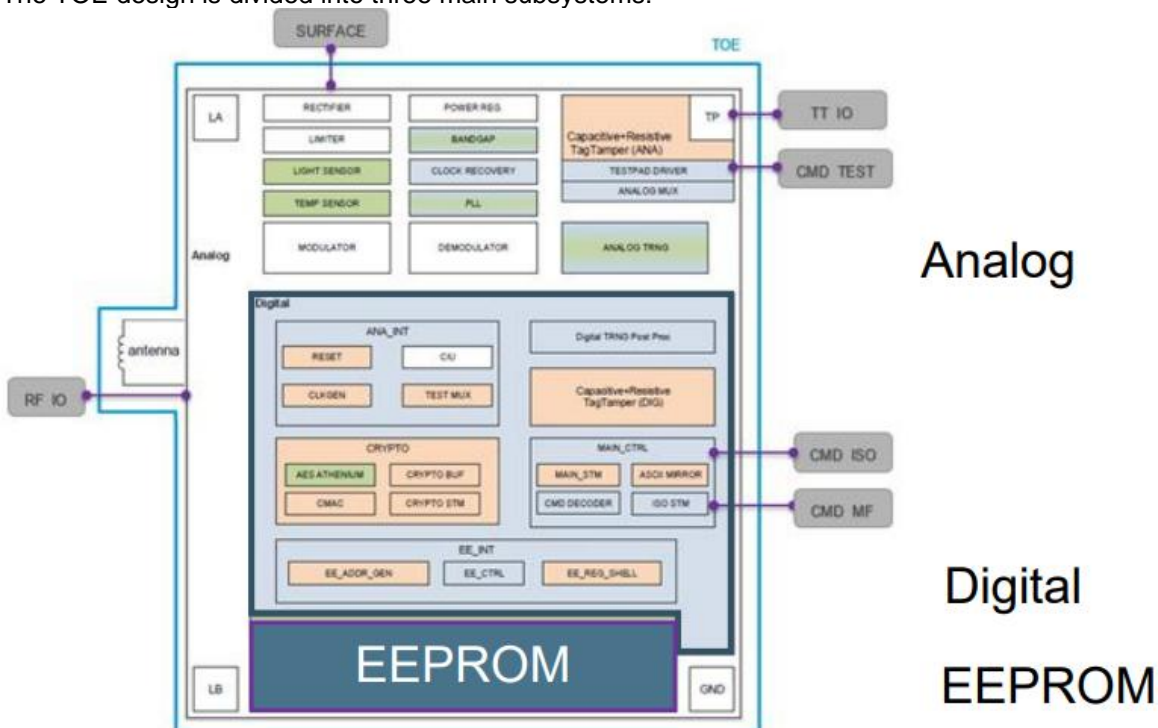 The TOE design is divided into three main subsystems.
SURFACE
TOE
LA
RECTIFIER
POWER REG
Capacitive+Resistive
TagTamper (ANA)
TP
TT IO
LIMITER
BANDGAP
LIGHT SENSOR
CLOCK RECOVERY
TESTPAD DRIVER
CMD TEST
ANALOG MUX
TEMP SENSOR
PLL
Analog
MODULATOR
DEMODULATOR
ANALOG TRNG
Analog
Digital
ANA_INT
Digital TRNG Post Proc
RESET
CIU
CLKGEN
TEST MUX
Capacitive+Resistive
TagTamper (DIG)
antenna
RF IO
CRYPTO
AES ATHENIUM
CRYPTO BUF
CMAC
CRYPTO STM
MAIN_CTRL
MAIN_STM
ASCII MIRROR
CMD DECODER
ISO STM
CMD ISO
CMD MF
EE_INT
EE_ADDR_GEN
EE_CTRL
EE_REG_SHELL
Digital
EEPROM
LB
GND
EEPROM